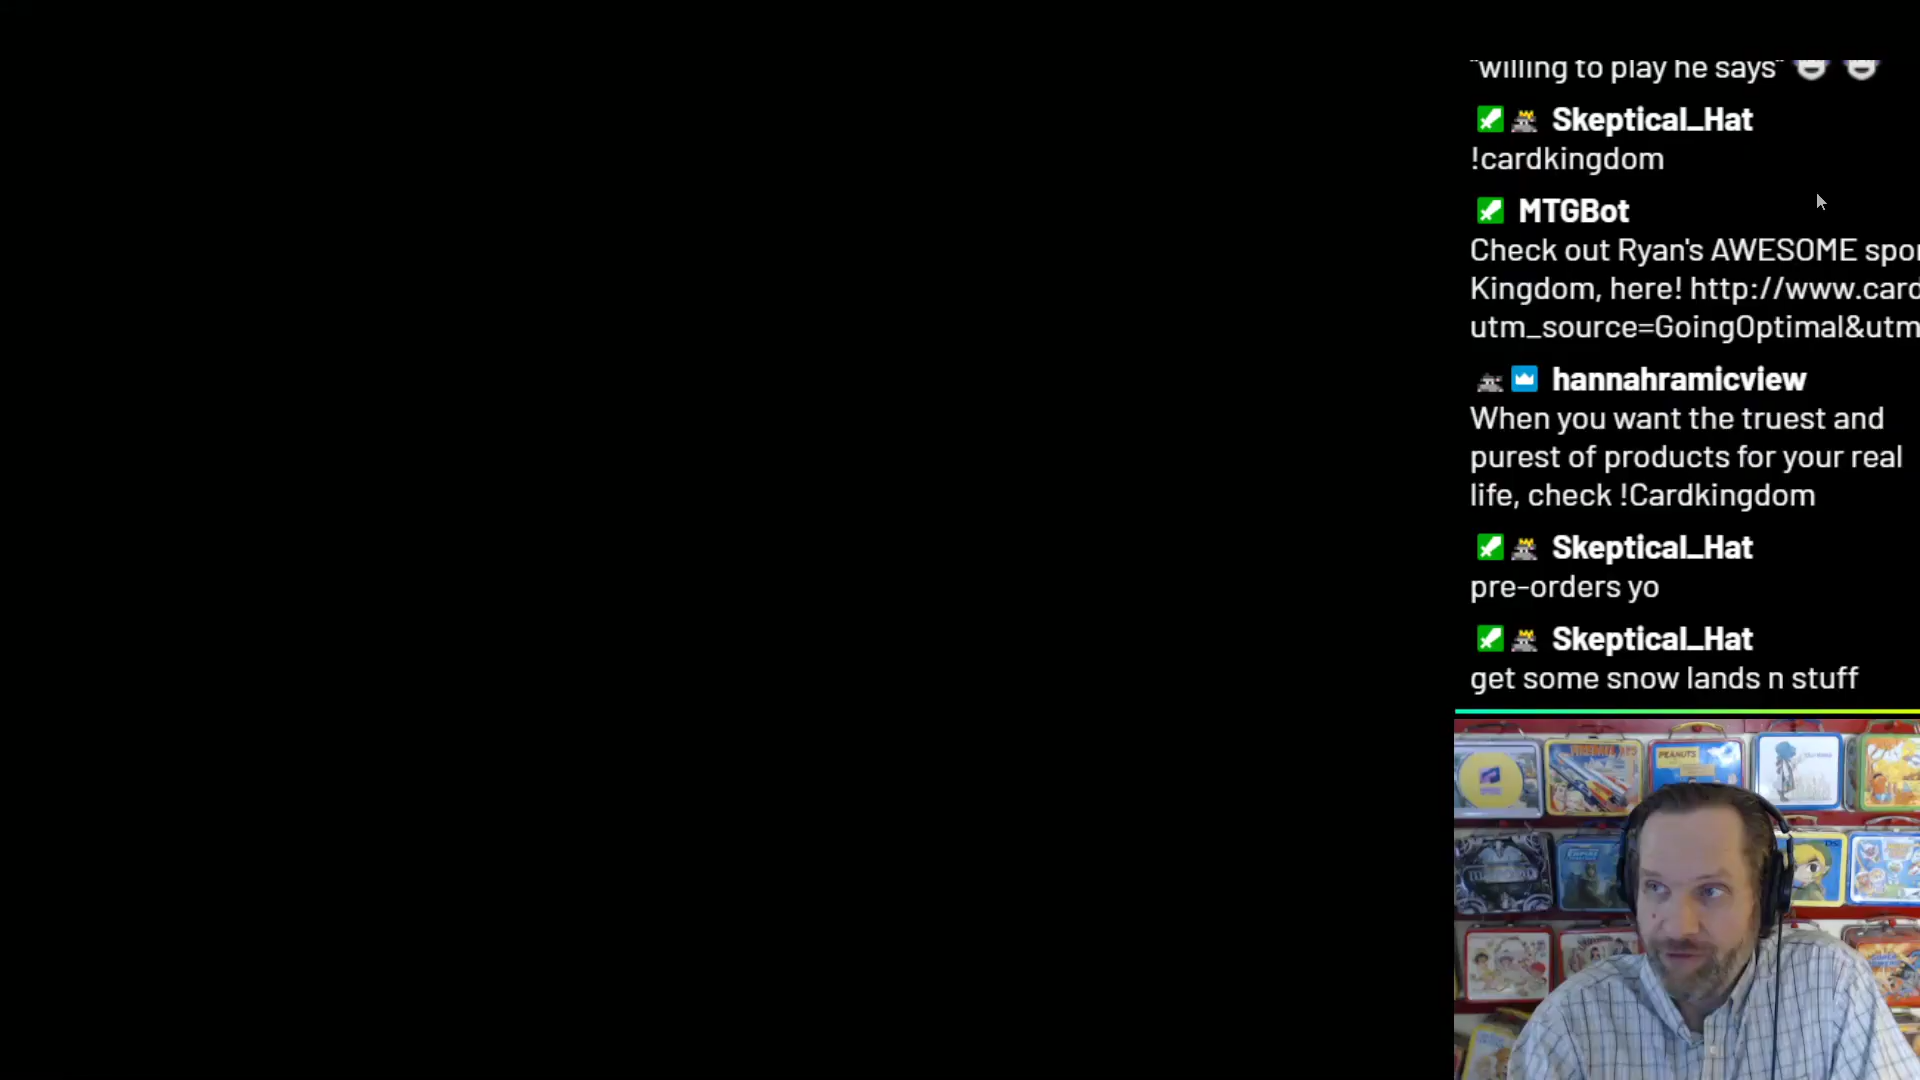 "willing to play he says"
Skeptical_Hat
!cardkingdom
MTGBot
Check out Ryan's AWESOME
Kingdom, here! http://www.card
utm_source=GoingOptimal&utm
hannahramicview
When you want the truest and
purest of products for your real
life, check !Cardkingdom
Skeptical_Hat
pre-orders yo
Skeptical_Hat
get some snow lands n stuff
PEANUTS